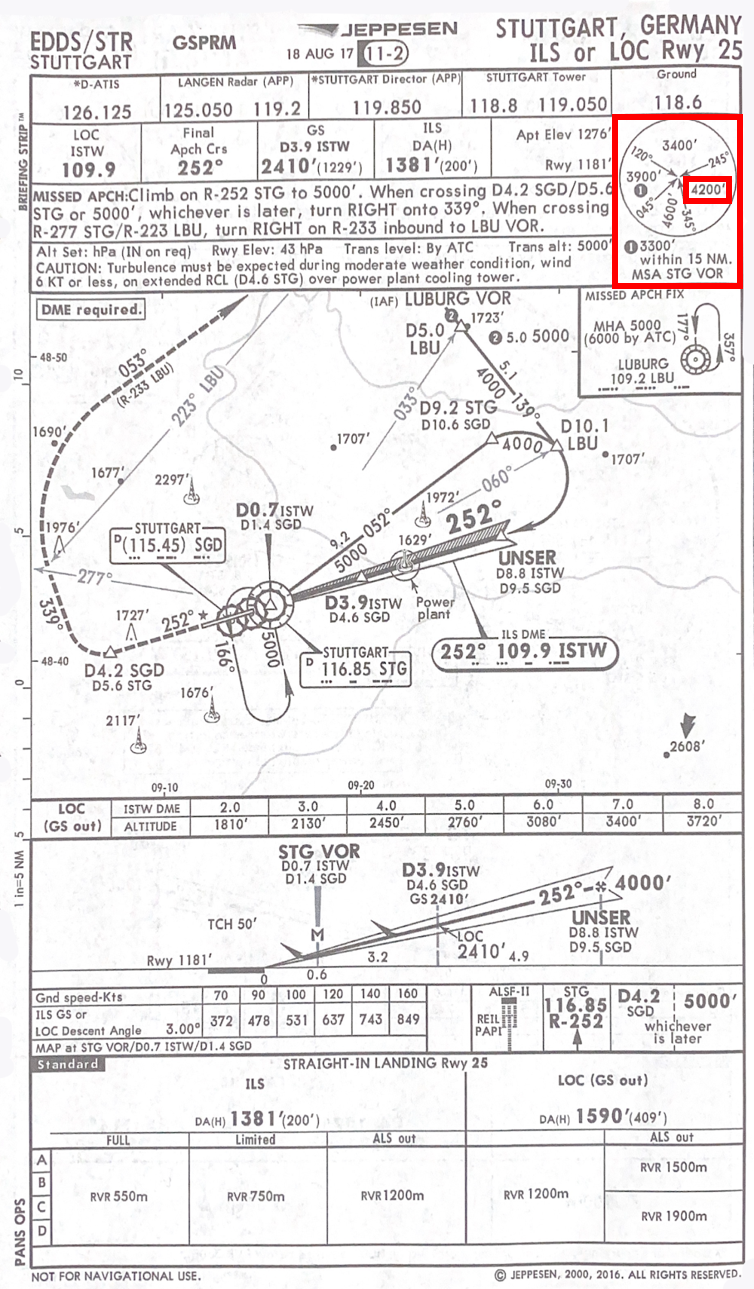 EDDS/STR
STUTTGART
GSPRM
JEPPESEN
18 AUG 17 11-2
STUTTGART, GERMANY
ILS or LOC Rwy 25
*D-ATIS
126.125
LANGEN Radar (APP)
125.050 119.2
*STUTTGART Director (APP)
119.850
STUTTGART Tower
118.8 119.050
Ground
118.6
BRIEFING STRIP™
LOC
ISTW
109.9
Final
Apch Crs
252°
GS
D3.9 ISTW
2410'(1229')
ILS
DA(H)
1381'(200')
Apt Elev 1276'
Rwy 1181'
3400'
120°
245°
3900'
1
4200'
045°
4600'
345°
1 3300'
within 15 NM.
MSA STG VOR
MISSED APCH: Climb on R-252 STG to 5000'. When crossing D4.2 SGD/D5.6
STG or 5000', whichever is later, turn RIGHT onto 339°. When crossing
R-277 STG/R-223 LBU, turn RIGHT on R-233 inbound to LBU VOR.
Alt Set: hPa (IN on req) Rwy Elev: 43 hPa Trans level: By ATC Trans alt: 5000'
CAUTION: Turbulence must be expected during moderate weather condition, wind
6 KT or less, on extended RCL (D4.6 STG) over power plant cooling tower.
DME required.
(IAF) LUBURG VOR
2 1723'
D5.0
LBU
2 5.0 5000
MISSED APCH FIX
MHA 5000
(6000 by ATC)
177°
357°
LUBURG
109.2 LBU
48-50
053°
(R-233 LBU)
223° LBU
033°
5.1
4000
139°
10
D9.2 STG
D10.6 SGD
4000
D10.1
LBU
1690'
1707'
1707'
1677'
2297'
1972'
060°
252°
D0.7 ISTW
D1.4 SGD
9.2
5000
052°
1629'
5
1976'
STUTTGART
D (115.45) SGD
UNSER
D8.8 ISTW
D9.5 SGD
277°
D3.9 ISTW
D4.6 SGD
Power
plant
339°
1727'
252°
166°
5000
ILS DME
252° 109.9 ISTW
STUTTGART
D 116.85 STG
48-40
D4.2 SGD
D5.6 STG
0
1676'
2117'
2608'
09-10
09-20
09-30
LOC
(GS out)
ISTW DME 2.0 3.0 4.0 5.0 6.0 7.0 8.0
ALTITUDE 1810' 2130' 2450' 2760' 3080' 3400' 3720'
5
1 in=5 NM
STG VOR
D0.7 ISTW
D1.4 SGD
D3.9 ISTW
D4.6 SGD
GS 2410'
252°
4000'
UNSER
D8.8 ISTW
D9.5 SGD
TCH 50'
M
LOC
2410'
4.9
3.2
Rwy 1181'
0
0.6
Gnd speed-Kts 70 90 100 120 140 160
ILS GS or
LOC Descent Angle 3.00° 372 478 531 637 743 849
MAP at STG VOR/D0.7 ISTW/D1.4 SGD
ALSF-II
REIL
PAPI
STG
116.85
R-252
D4.2
SGD
5000'
whichever
is later
Standard
STRAIGHT-IN LANDING Rwy 25
ILS
LOC (GS out)
DA(H) 1381'(200')
DA(H) 1590'(409')
FULL
Limited
ALS out
ALS out
A
B
C
D
RVR 550m
RVR 750m
RVR 1200m
RVR 1200m
RVR 1500m
RVR 1900m
PANS OPS
NOT FOR NAVIGATIONAL USE.
© JEPPESEN, 2000, 2016. ALL RIGHTS RESERVED.